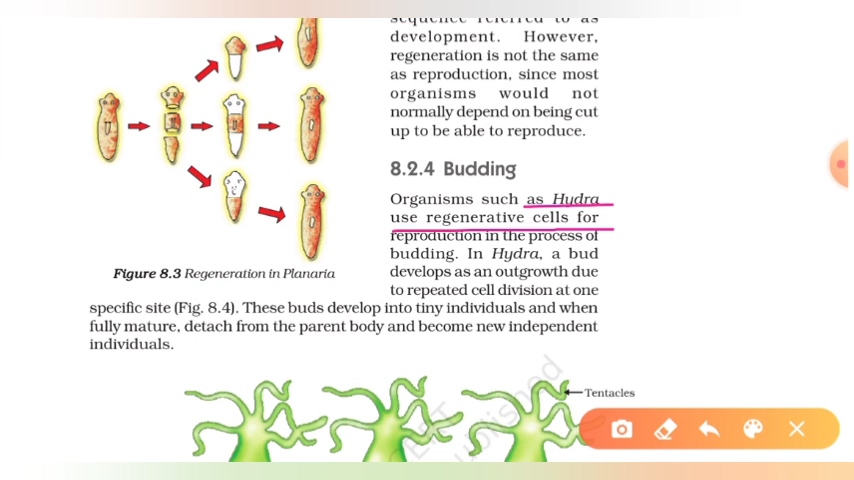 sequence referred to as
development. However,
regeneration is not the same
as reproduction, since most
organisms would not
normally depend on being cut
up to be able to reproduce.
8.2.4 Budding
Organisms such as Hydra
use regenerative cells for
reproduction in the process of
budding. In Hydra, a bud
develops as an outgrowth due
to repeated cell division at one
Figure 8.3 Regeneration in Planaria
specific site (Fig. 8.4). These buds develop into tiny individuals and when
fully mature, detach from the parent body and become new independent
individuals.
Tentacles